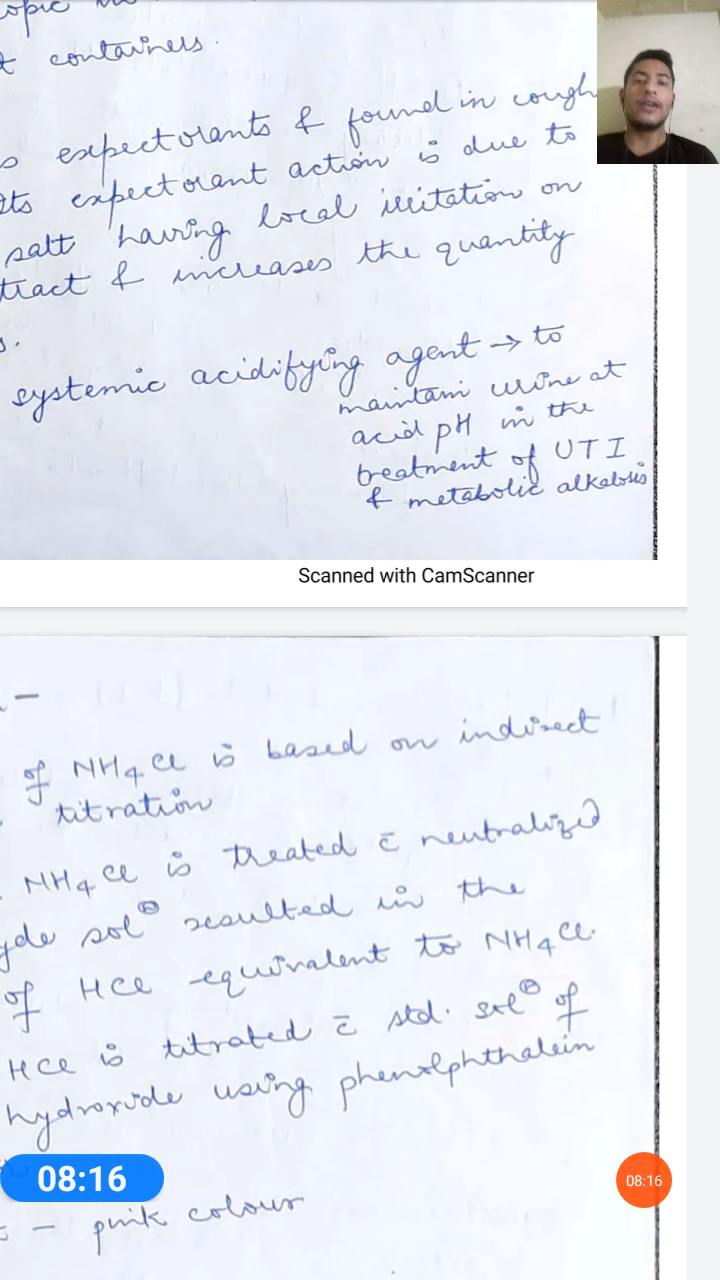 t containers.
expectorants & found in cough
Its expectorant action is due to
salt having local irritation on
tract & increases the quantity
s.
systemic acidifying agent → to
maintain urine at
acid pH in the
treatment of UTI
& metabolic alkalosis
Scanned with CamScanner
of NH4Cl is based on indirect
titration
NH4Cl is treated c̄ neutralized
yde solⁿ resulted in the
of HCl equivalent to NH4Cl.
HCl is titrated c̄ std. solⁿ of
hydroxide using phenolphthalein
08:16
08:16
- pink colour